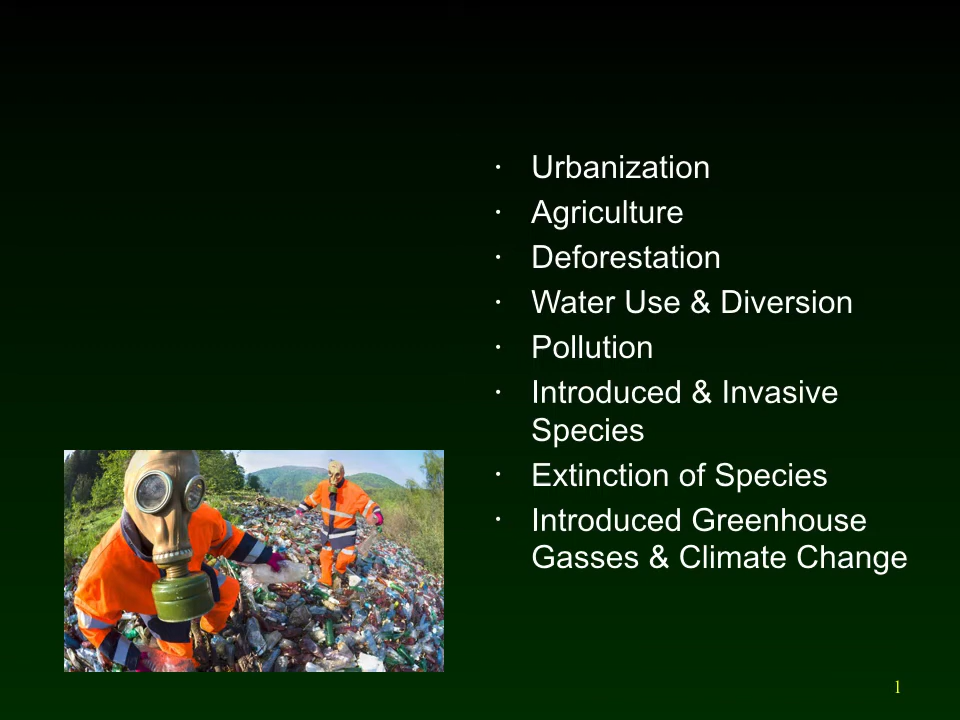 · Urbanization
· Agriculture
· Deforestation
· Water Use & Diversion
· Pollution
· Introduced & Invasive
Species
· Extinction of Species
· Introduced Greenhouse
Gasses & Climate Change
1